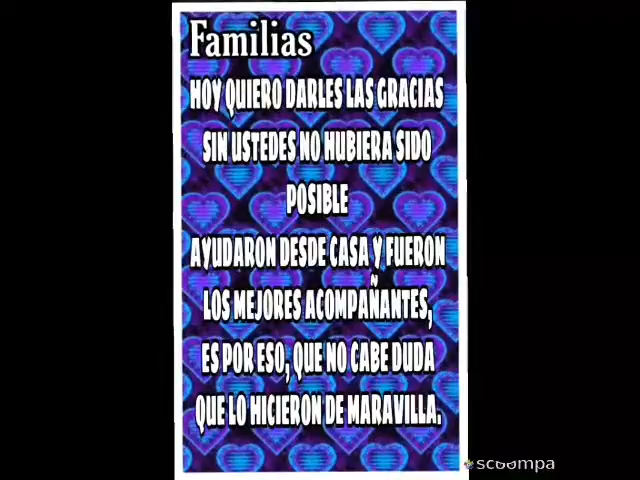 Familias
HOY QUIERO DARLES LAS GRACIAS
SIN USTEDES NO HUBIERA SIDO
POSIBLE
AYUDARON DESDE CASA Y FUERON
LOS MEJORES ACOMPAÑANTES,
ES POR ESO, QUE NO CABE DUDA
QUE LO HICIERON DE MARAVILLA.
scoompa